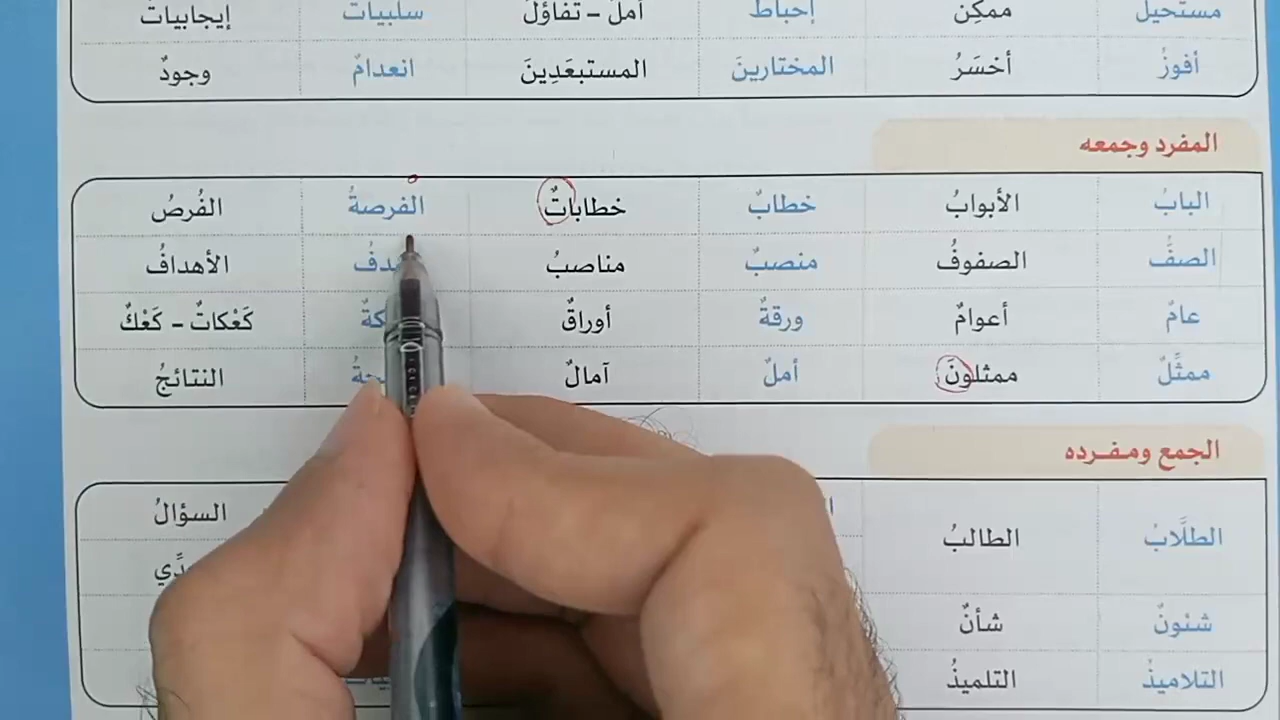 مستحيل ممكِن إحباط أملٌ - تفاؤلٌ سلبيات إيجابياتٌ
أفوزُ أخسَرُ المختارينَ المستبعَدِينَ انعدامٌ وجودٌ
المفرد وجمعه
البابُ الأبوابُ خطابٌ خطاباتٌ الفرصةُ الفُرصُ
الصفُّ الصفوفُ منصبٌ مناصبُ الأهدافُ
عامٌ أعوامٌ ورقةٌ أوراقٌ كَعْكاتٌ - كَعْكٌ
ممثِّلٌ ممثلونَ أملٌ آمالٌ النتائجُ
الجمع ومفرده
الطلَّابُ الطالبُ السؤالُ
شئونٌ شأنٌ
التلاميذُ التلميذُ